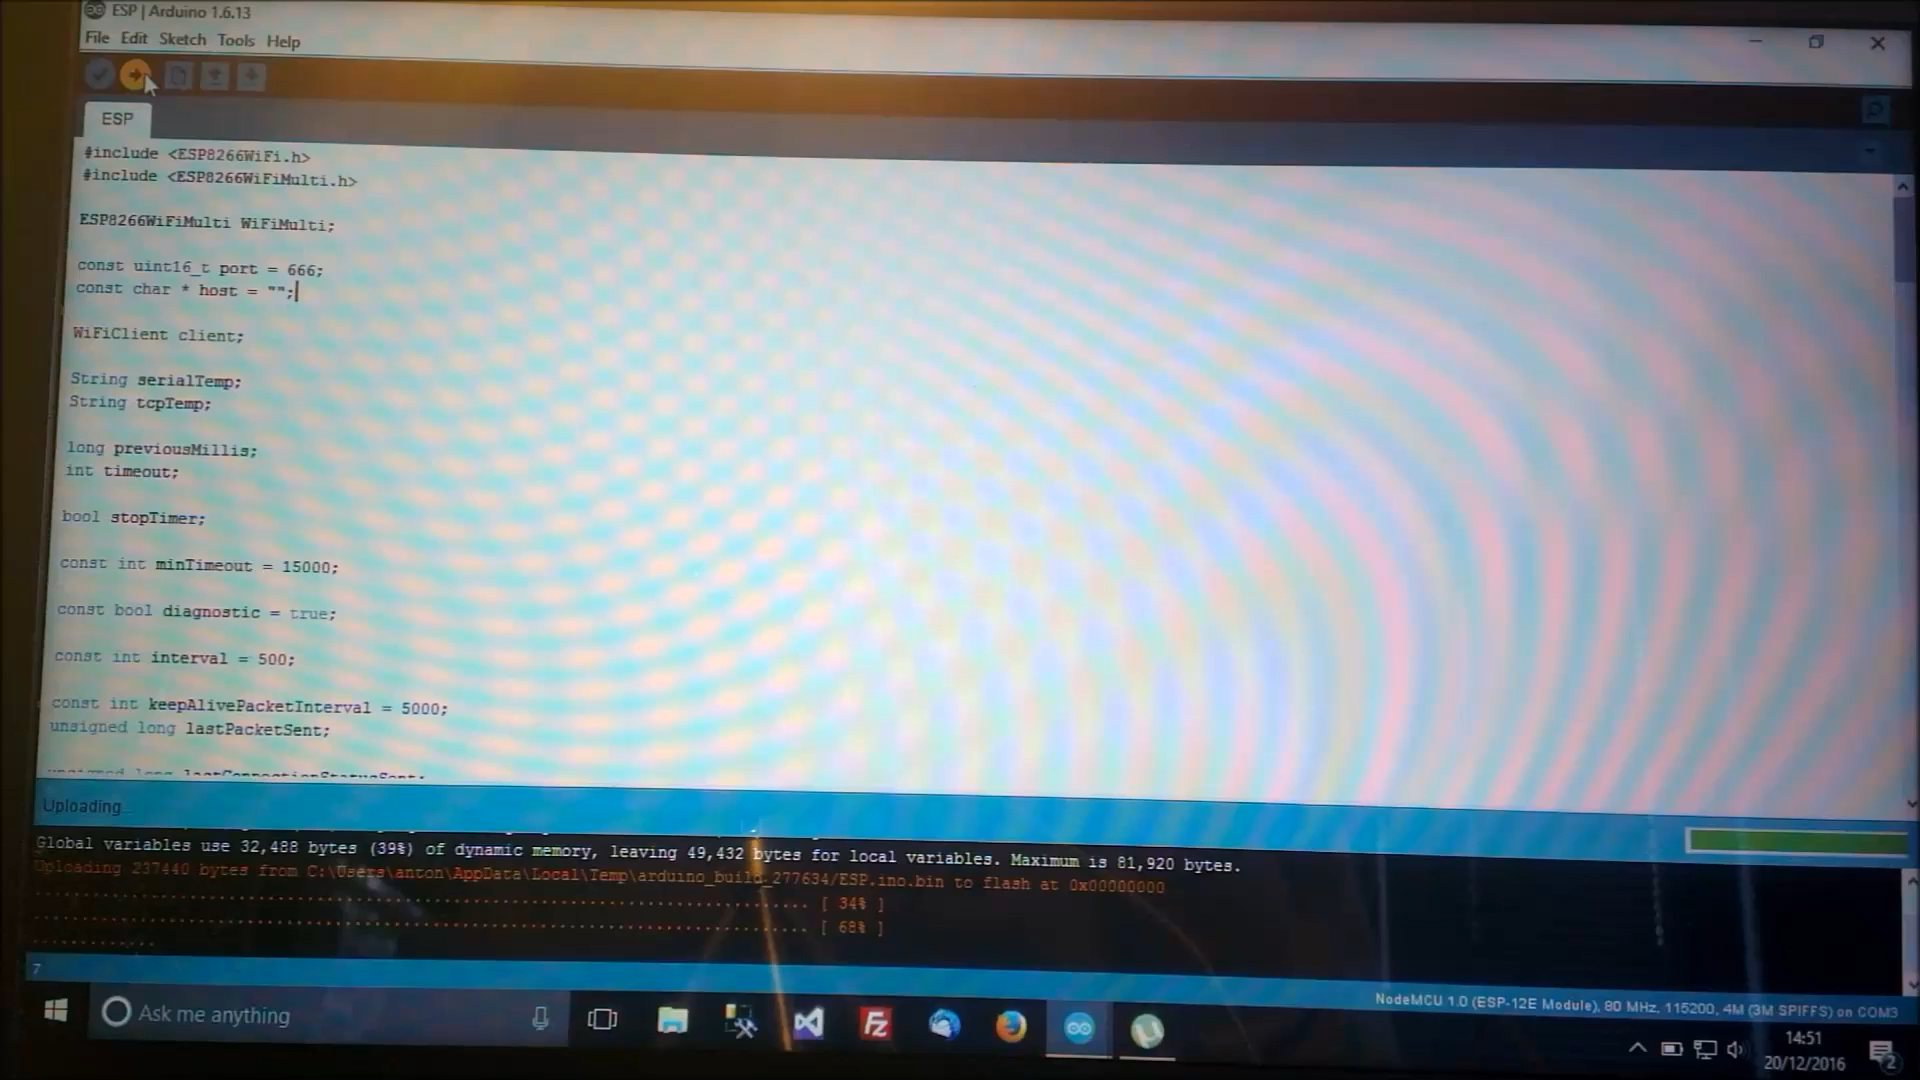 ESP | Arduino 1.6.13
File Edit Sketch Tools Help
ESP
#include <ESP8266WiFi.h>
#include <ESP8266WiFiMulti.h>
ESP8266WiFiMulti WiFiMulti;
const uint16_t port = 666;
const char * host = "";
WiFiClient client;
String serialTemp;
String tcpTemp;
long previousMillis;
int timeout;
bool stopTimer;
const int minTimeout = 15000;
const bool diagnostic = true;
const int interval = 500;
const int keepAlivePacketInterval = 5000;
unsigned long lastPacketSent;
unsigned long lastConnectionStatusSent;
Uploading...
Global variables use 32,488 bytes (39%) of dynamic memory, leaving 49,432 bytes for local variables. Maximum is 81,920 bytes.
Uploading 237440 bytes from C:\Users\anton\AppData\Local\Temp\arduino_build_277634/ESP.ino.bin to flash at 0x00000000
................................................................................ [ 34% ]
................................................................................ [ 68% ]
.............
7
NodeMCU 1.0 (ESP-12E Module), 80 MHz, 115200, 4M (3M SPIFFS) on COM3
Ask me anything
FZ
14:51
20/12/2016
2